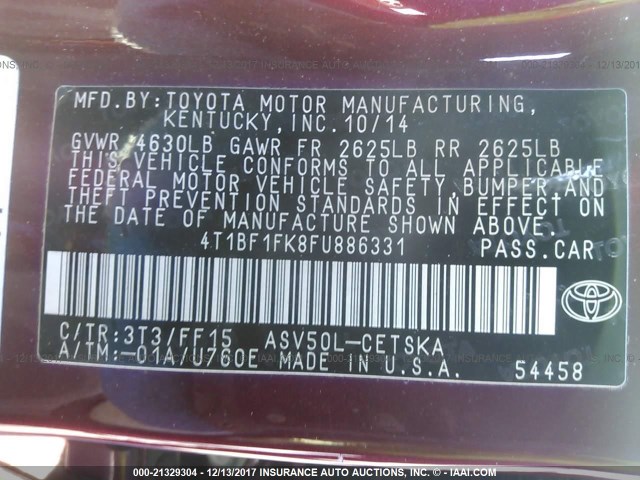 MFD.BY:TOYOTA MOTOR MANUFACTURING,
KENTUCKY,INC.10/14
GVWR 4630LB GAWR FR 2625LB RR 2625LB
THIS VEHICLE CONFORMS TO ALL APPLICABLE
FEDERAL MOTOR VEHICLE SAFETY,BUMPER AND
THEFT PREVENTION STANDARDS IN EFFECT ON
THE DATE OF MANUFACTURE SHOWN ABOVE.
4T1BF1FK8FU886331 PASS.CAR
C/TR:3T3/FF15 ASV50L-CETSKA
A/TM:-01A/U760E MADE IN U.S.A.
54458
000-21329304 - 12/13/2017 - INSURANCE AUTO AUCTIONS, INC. - IAAI.COM